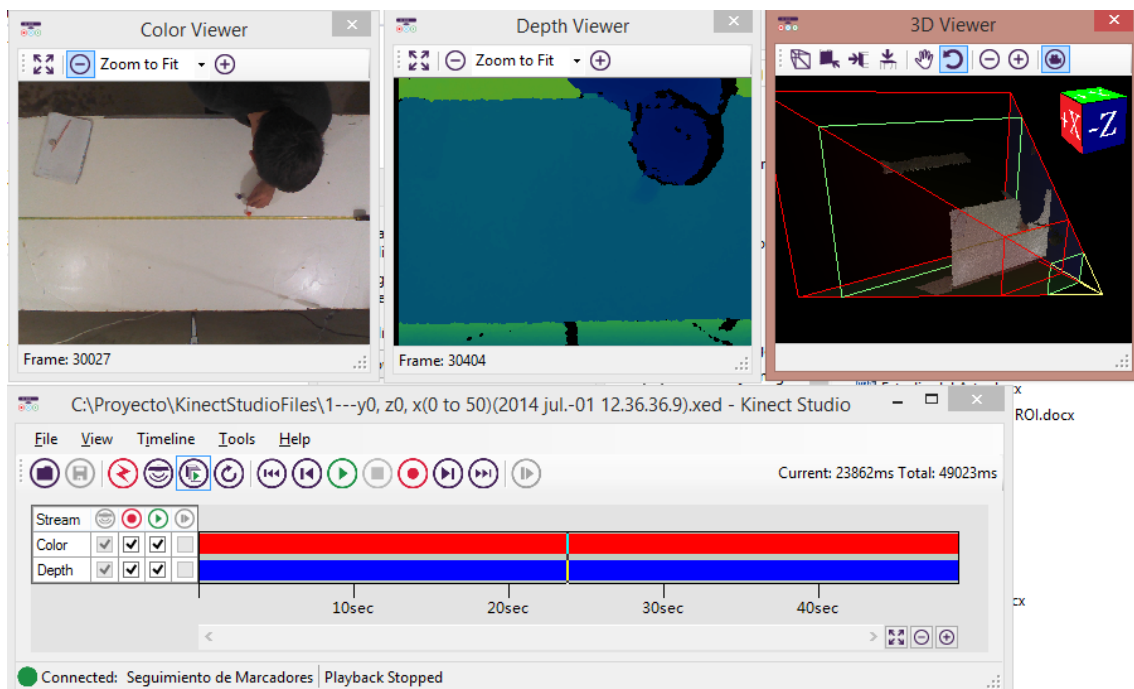 Color Viewer
Zoom to Fit
Frame: 30027
Depth Viewer
Zoom to Fit
Frame: 30404
3D Viewer
+X
-Z
ROI.docx
C:\Proyecto\KinectStudioFiles\1---y0, z0, x(0 to 50)(2014 jul.-01 12.36.36.9).xed - Kinect Studio
File View Timeline Tools Help
Current: 23862ms Total: 49023ms
Stream
Color
Depth
10sec 20sec 30sec 40sec
Connected: Seguimiento de Marcadores Playback Stopped